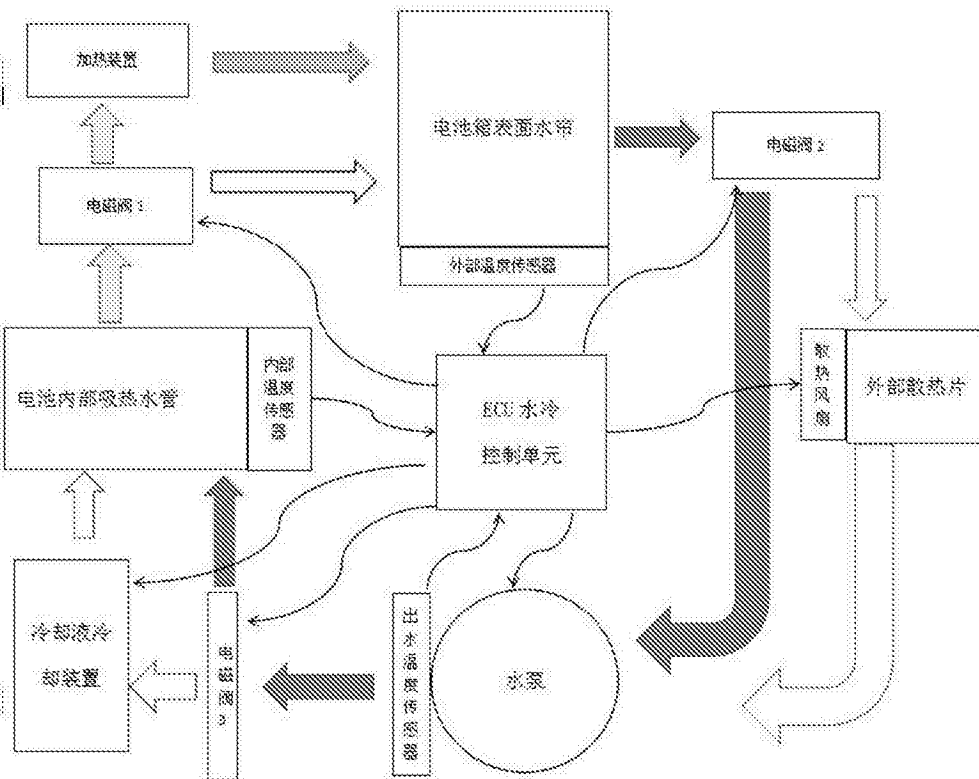 加热装置
电池箱表面水帘
电磁阀 2
电磁阀 1
外部温度传感器
电池内部吸热水管
内部
温度
传感
器
ECU 水冷
控制单元
散热风扇
外部散热片
冷却液冷
却装置
电磁阀 3
出水温度传感器
水泵